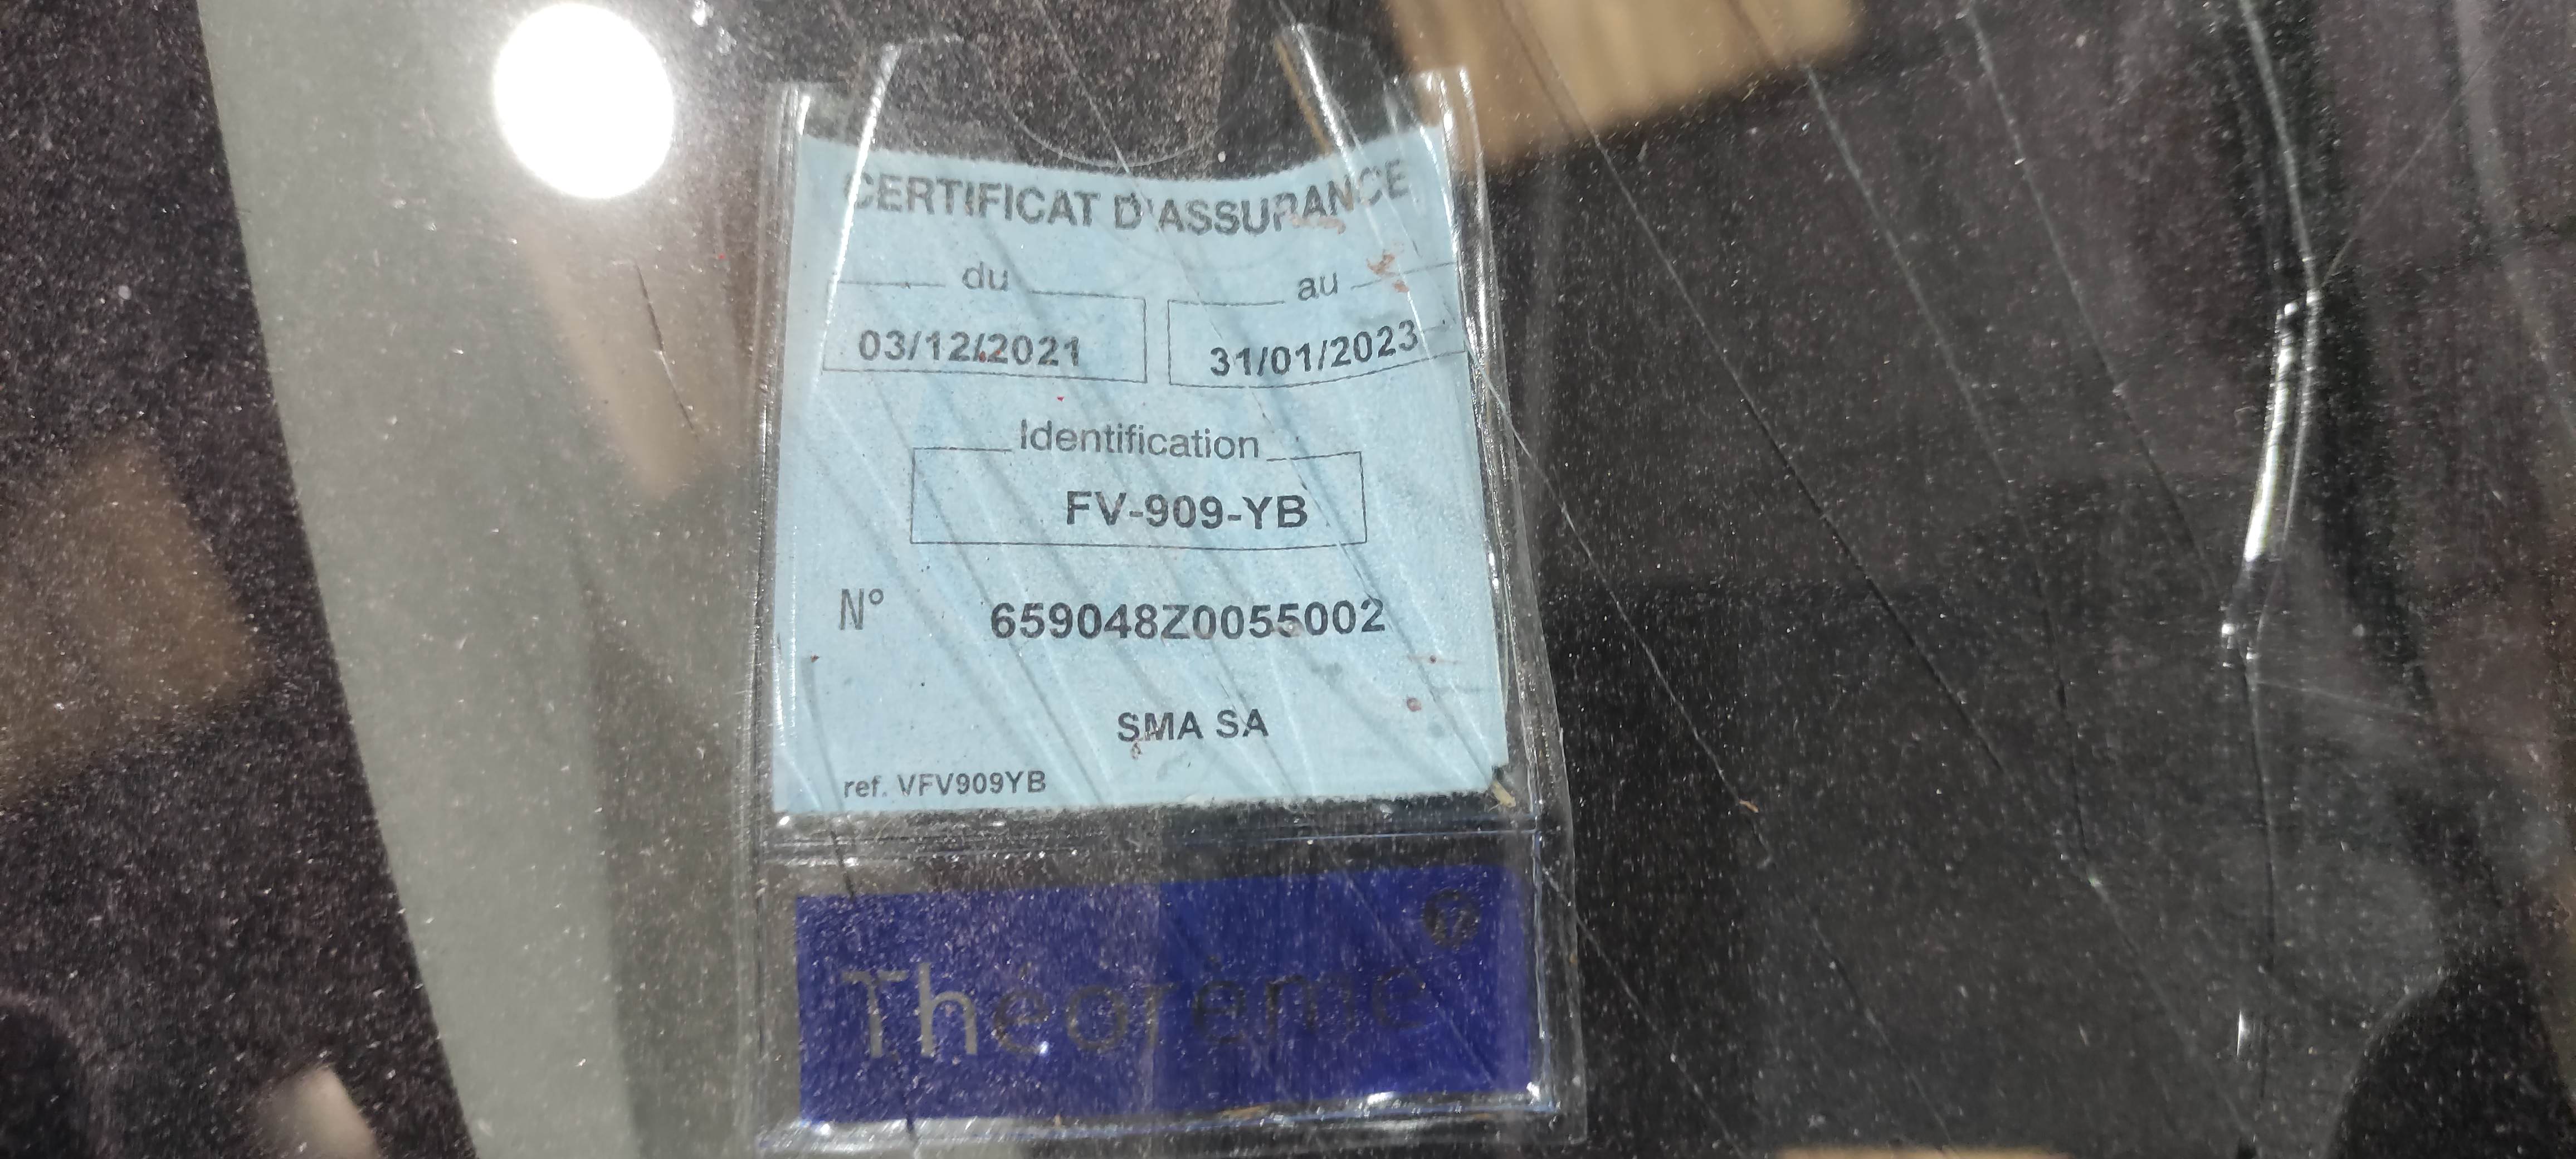 CERTIFICAT D'ASSURANCE
du au
03/12/2021 31/01/2023
Identification
FV-909-YB
N° 659048Z0055002
SMA SA
ref. VFV909YB
Théorème